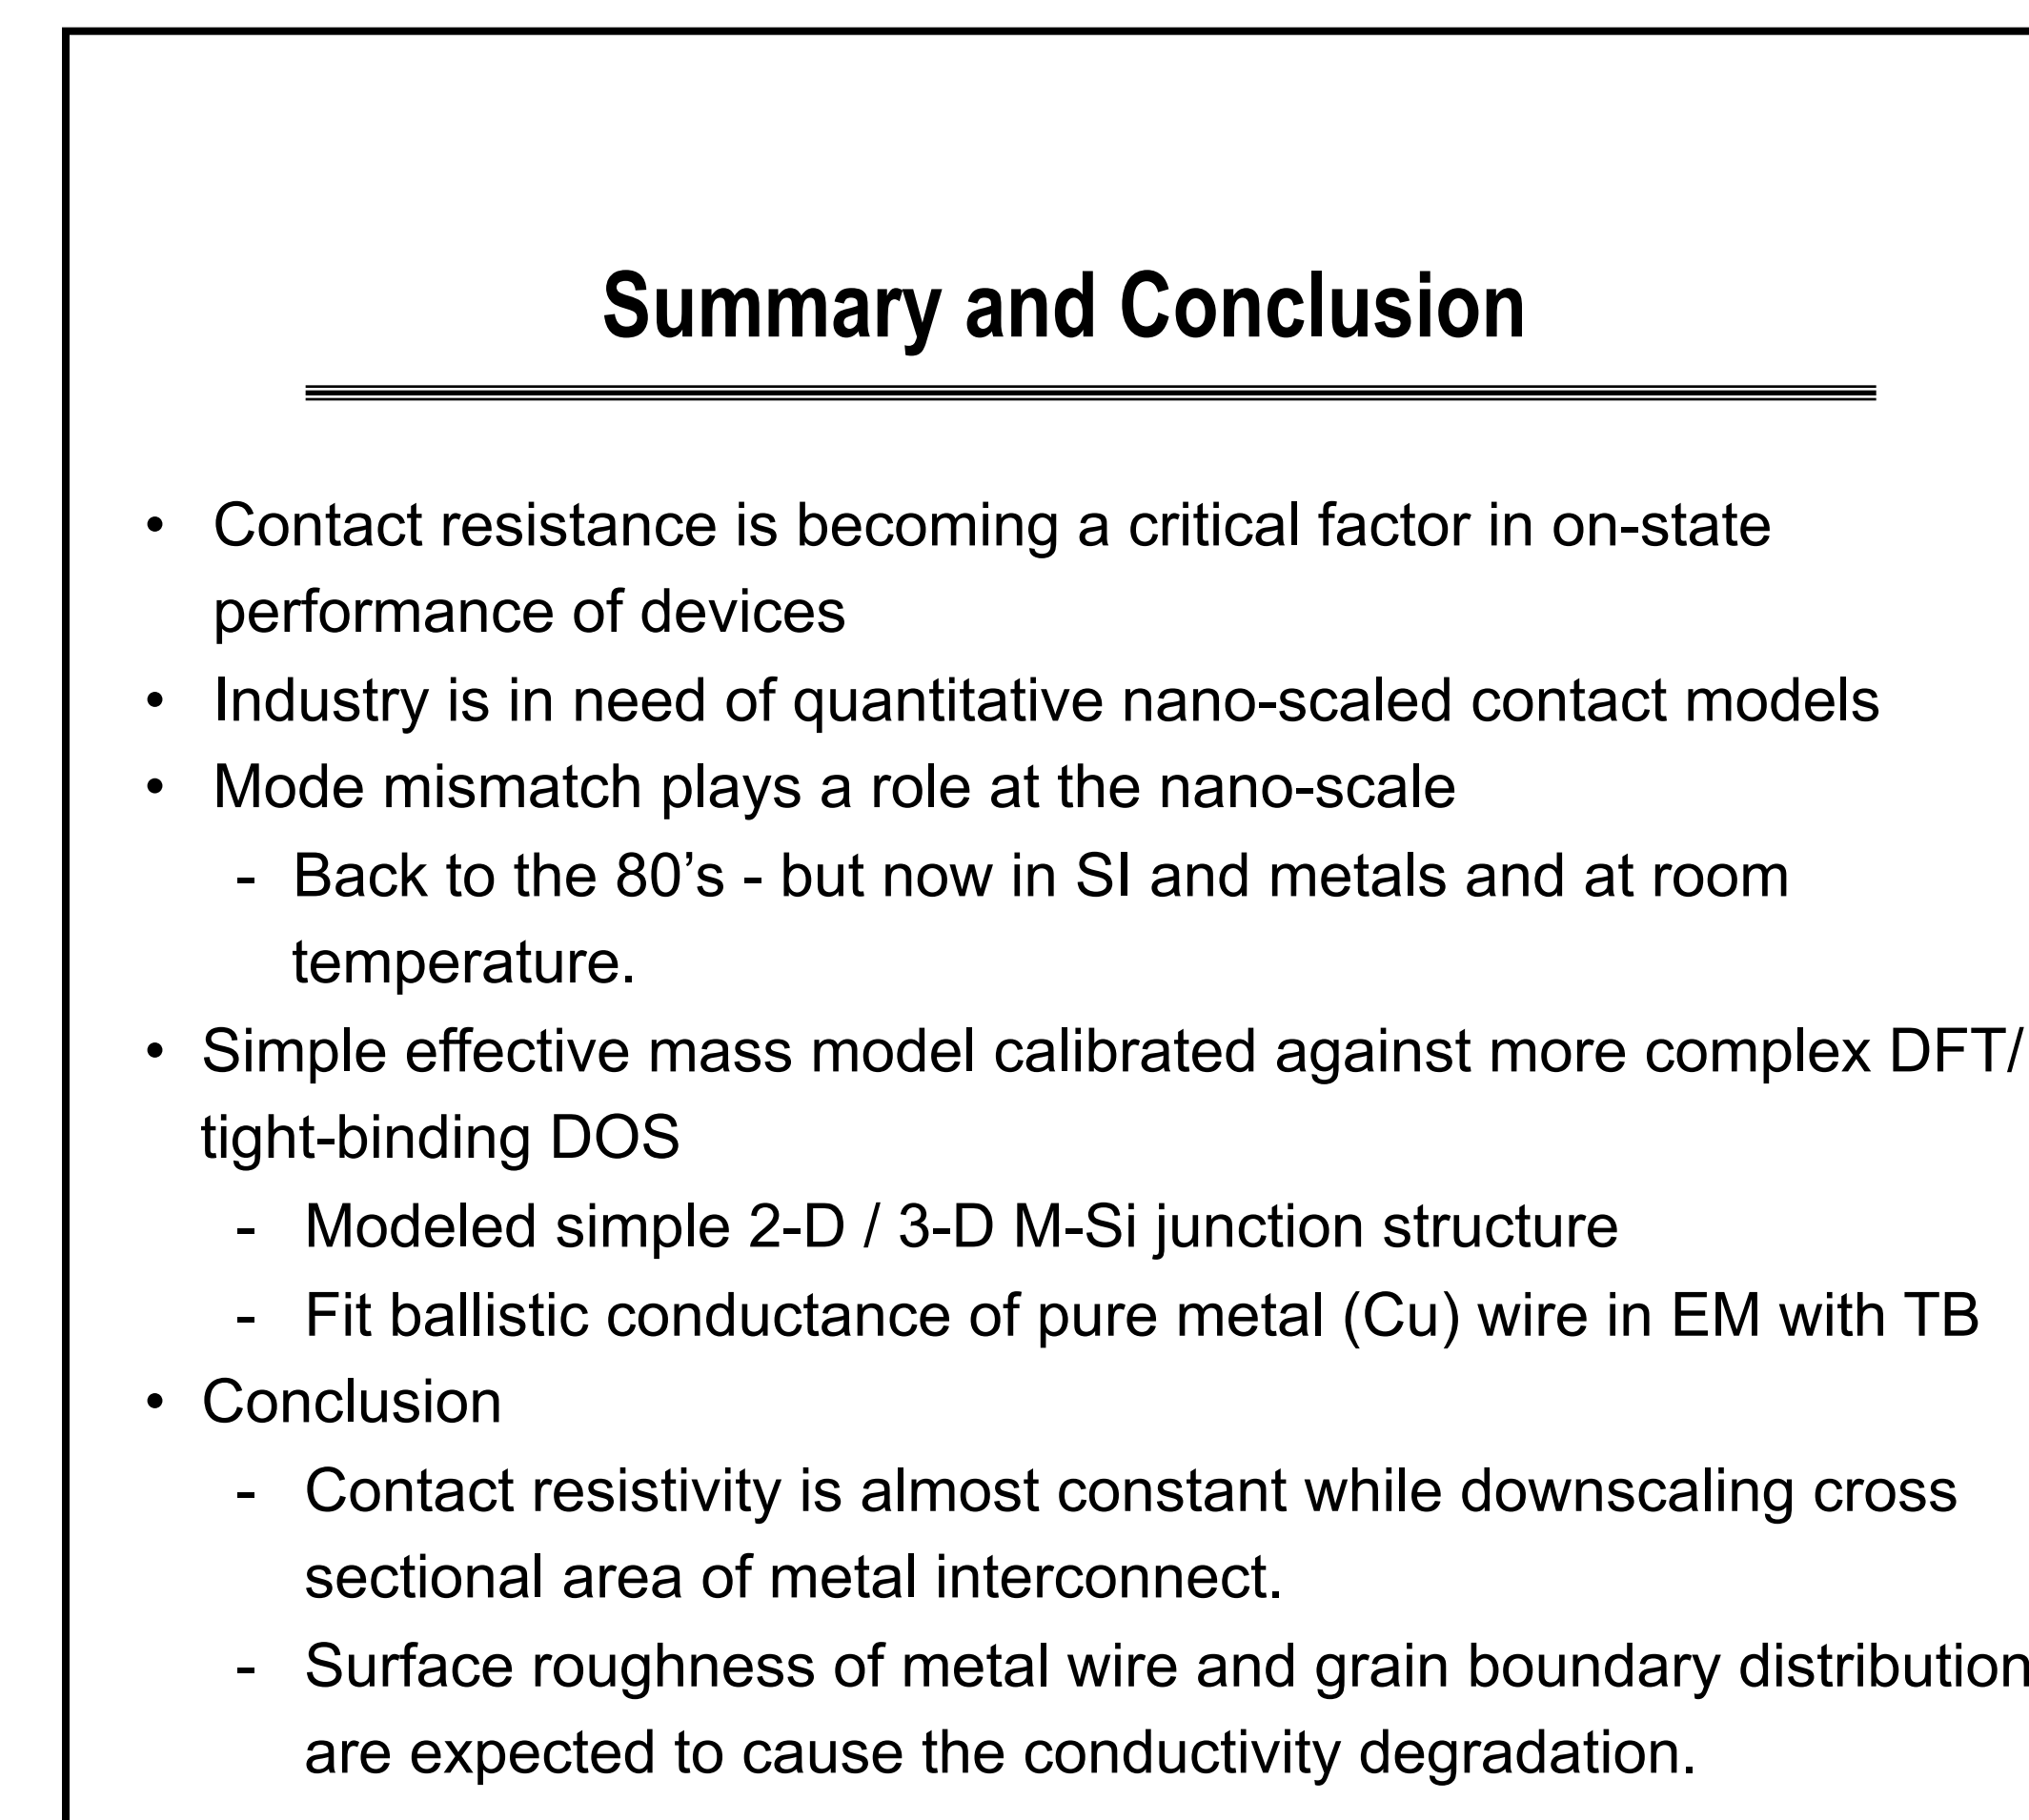 Summary and Conclusion
• Contact resistance is becoming a critical factor in on-state
performance of devices
• Industry is in need of quantitative nano-scaled contact models
• Mode mismatch plays a role at the nano-scale
- Back to the 80’s - but now in SI and metals and at room
temperature.
• Simple effective mass model calibrated against more complex DFT/
tight-binding DOS
- Modeled simple 2-D / 3-D M-Si junction structure
- Fit ballistic conductance of pure metal (Cu) wire in EM with TB
• Conclusion
- Contact resistivity is almost constant while downscaling cross
sectional area of metal interconnect.
- Surface roughness of metal wire and grain boundary distribution
are expected to cause the conductivity degradation.